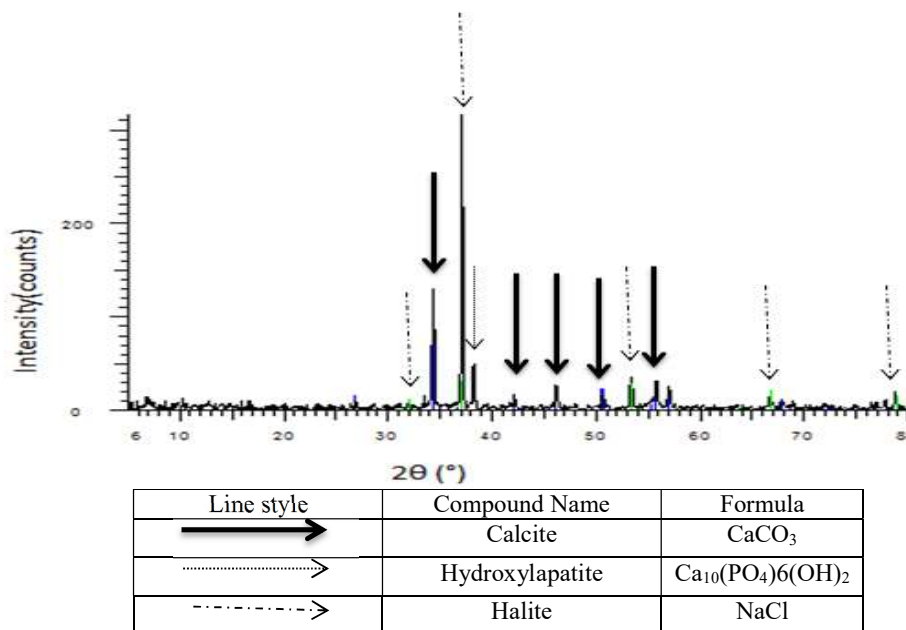 Intensity(counts)
200
0
6 10 20 30 40 50 60 70 80
2Θ (°)
Line style Compound Name Formula
Calcite CaCO3
Hydroxylapatite Ca10(PO4)6(OH)2
Halite NaCl